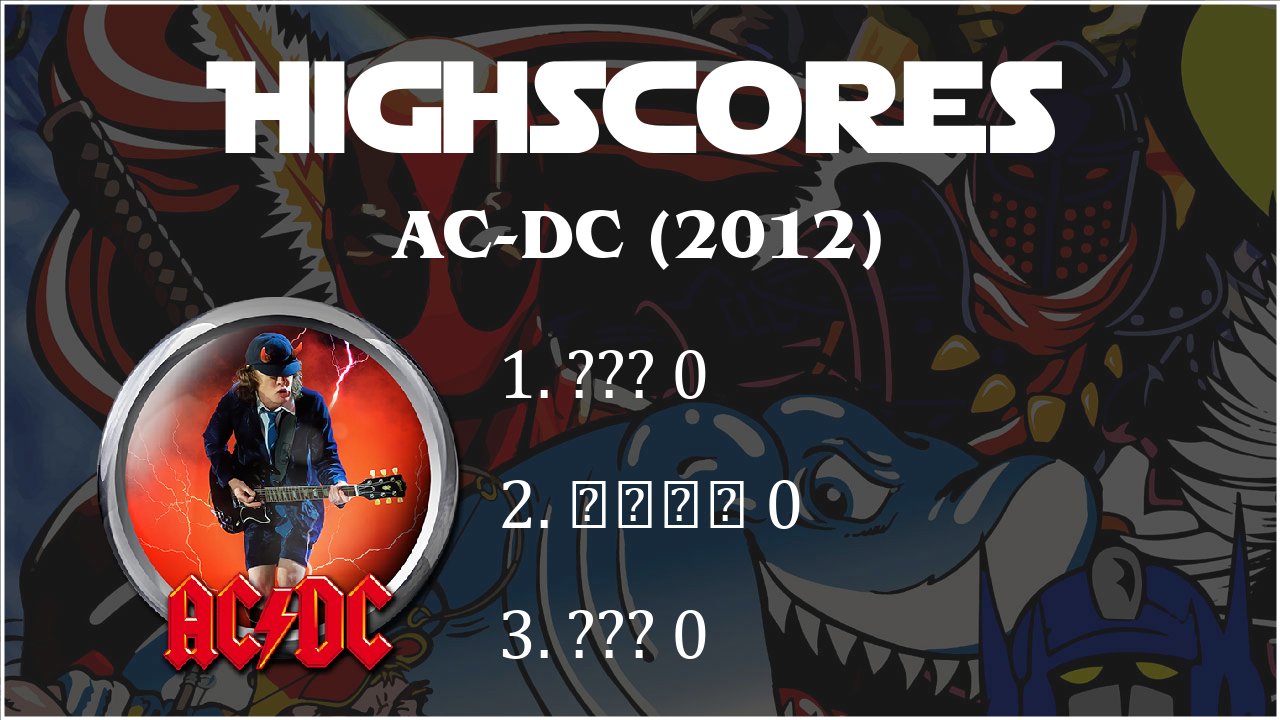 HIGHSCORES
AC-DC (2012)
1. ??? 0
2. 0
3. ??? 0
AC DC